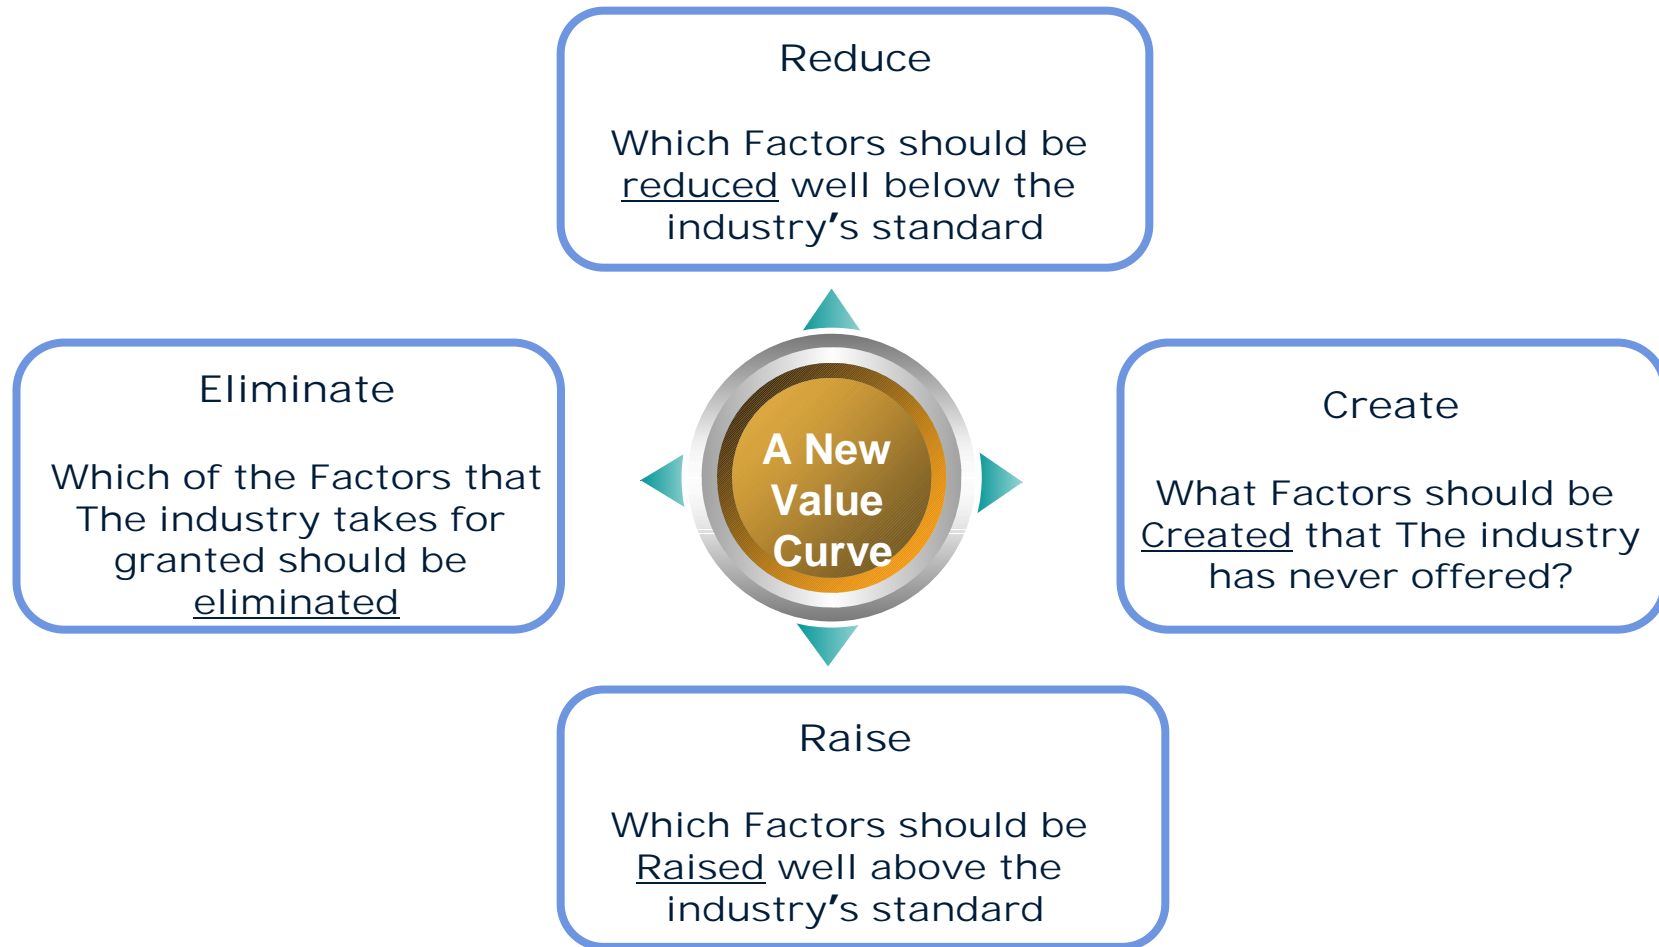 Reduce
Which Factors should be
reduced well below the
industry's standard
Eliminate
Which of the Factors that
The industry takes for
granted should be
eliminated
A New
Value
Curve
Create
What Factors should be
Created that The industry
has never offered?
Raise
Which Factors should be
Raised well above the
industry's standard